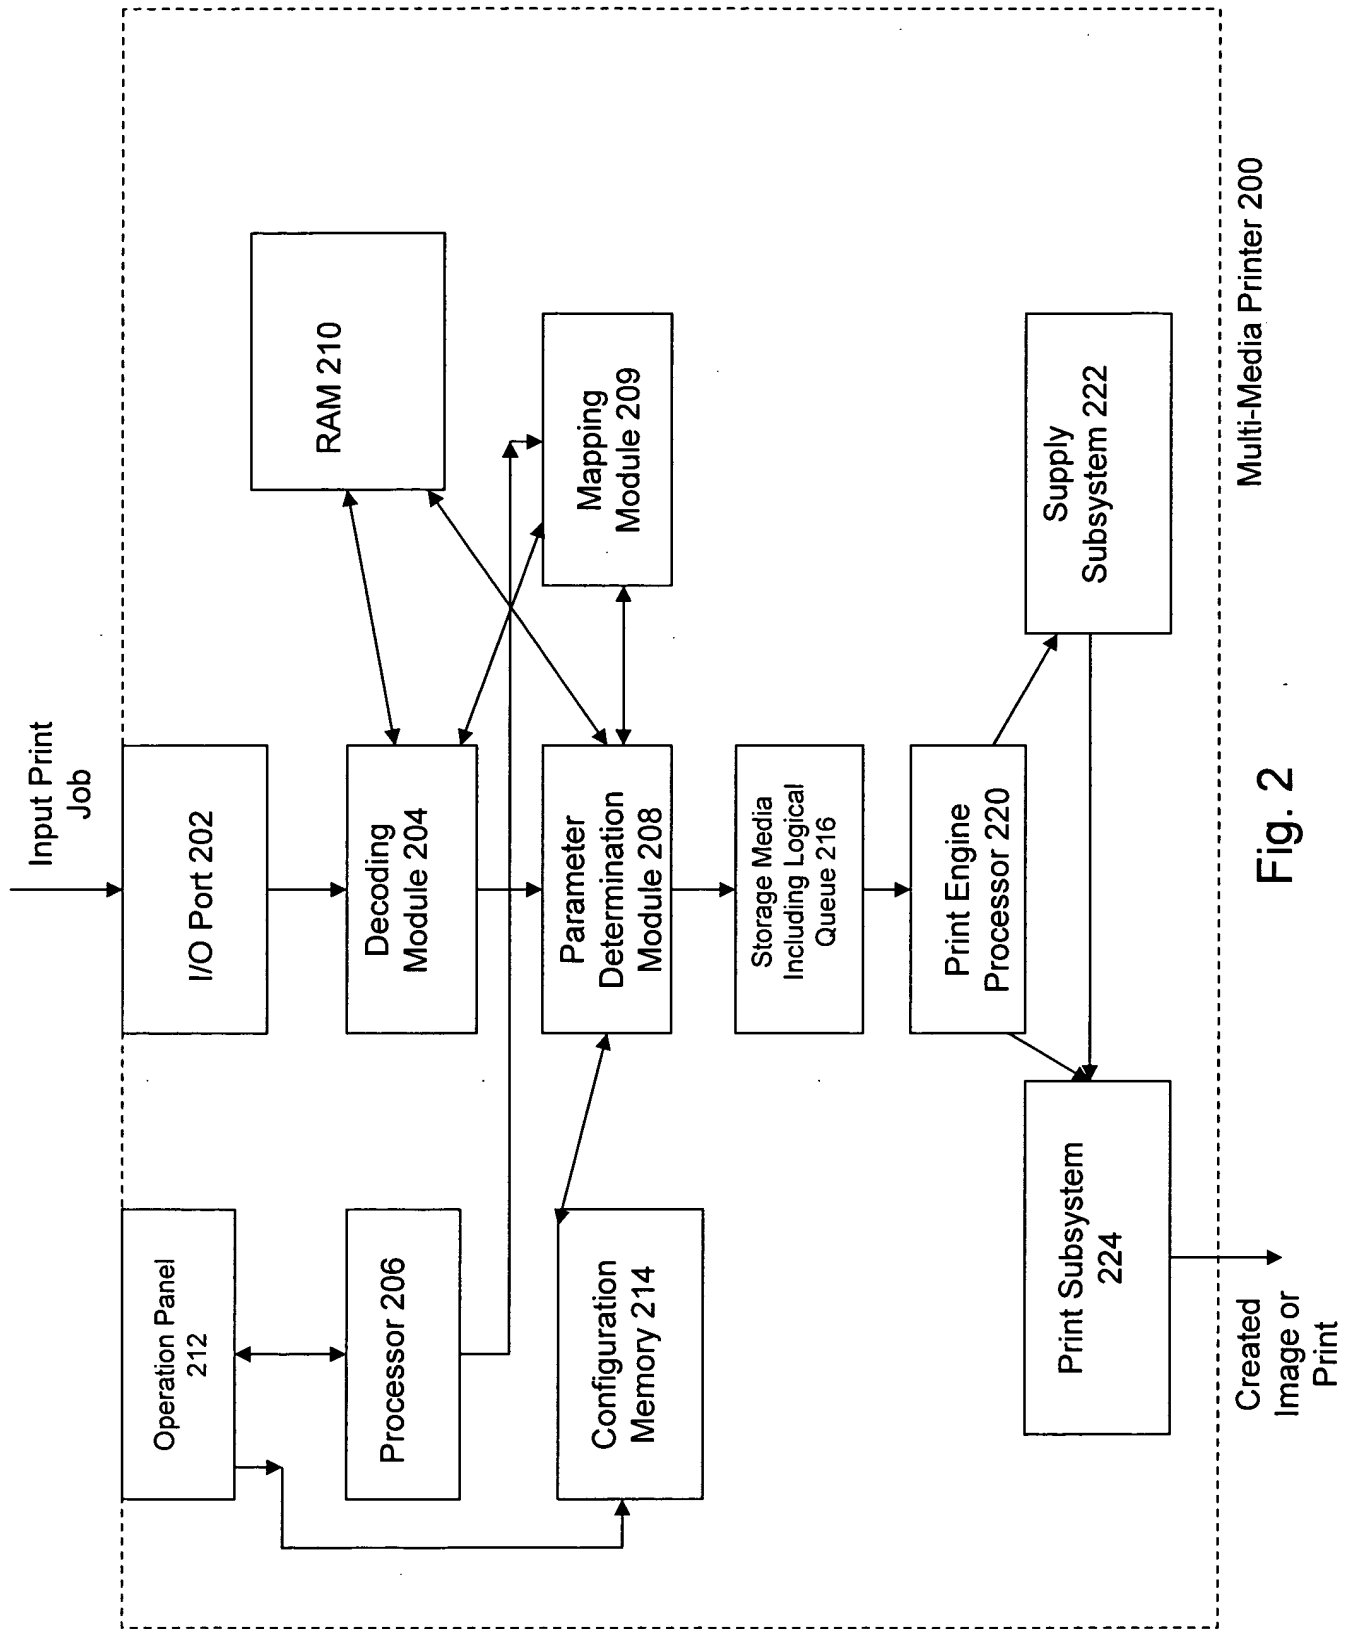 Input Print
Job
I/O Port 202
Operation Panel
212
RAM 210
Decoding
Module 204
Processor 206
Mapping
Module 209
Parameter
Determination
Module 208
Configuration
Memory 214
Storage Media
Including Logical
Queue 216
Print Engine
Processor 220
Supply
Subsystem 222
Print Subsystem
224
Created
Image or
Print
Multi-Media Printer 200
Fig. 2